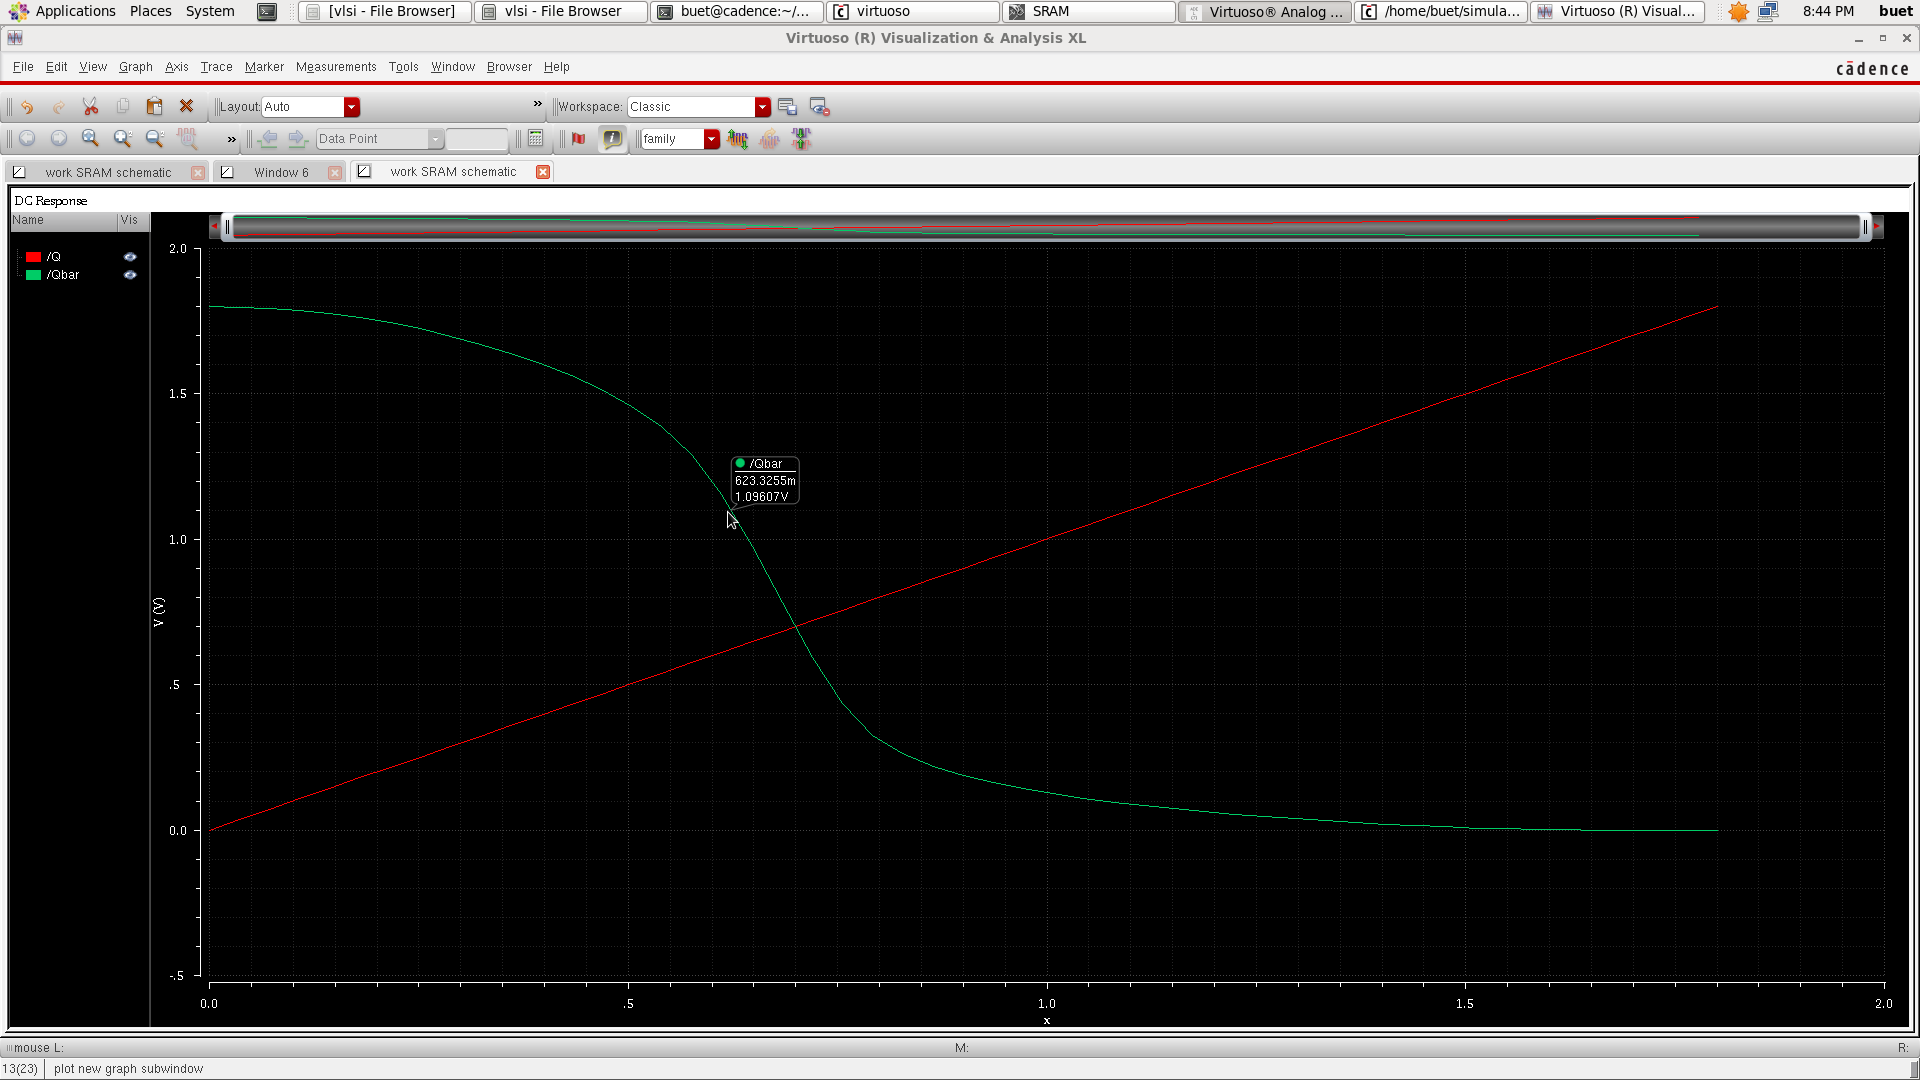 Applications Places System [vlsi - File Browser] vlsi - File Browser buet@cadence:~/... virtuoso SRAM Virtuoso® Analog ... /home/buet/simula... Virtuoso (R) Visual... 8:44 PM buet
Virtuoso (R) Visualization & Analysis XL
File Edit View Graph Axis Trace Marker Measurements Tools Window Browser Help
cādence
Layout: Auto » Workspace: Classic
» Data Point family
work SRAM schematic Window 6 work SRAM schematic
DC Response
Name Vis
/Q
/Qbar
2.0
1.5
1.0
.5
0.0
-.5
V (V)
/Qbar
623.3255m
1.09607V
0.0 .5 1.0 1.5 2.0
x
mouse L: M: R:
13(23) plot new graph subwindow